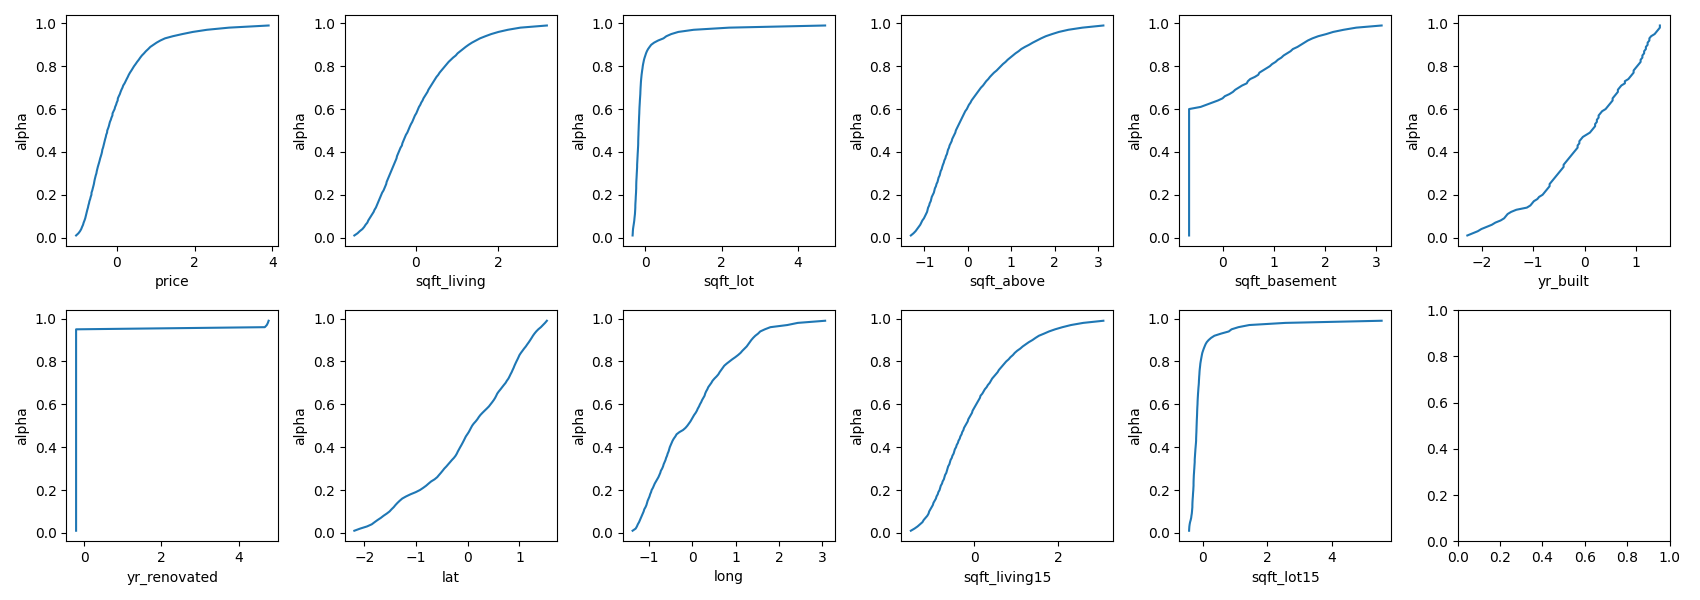 1.0 1.0 1.0 1.0 1.0 1.0
0.8 0.8 0.8 0.8 0.8 0.8
0.6 0.6 0.6 0.6 0.6 0.6
alpha alpha alpha alpha alpha alpha
0.4 0.4 0.4 0.4 0.4 0.4
0.2 0.2 0.2 0.2 0.2 0.2
0.0 0.0 0.0 0.0 0.0 0.0
0 2 4 0 2 0 2 4 −1 0 1 2 3 0 1 2 3 −2 −1 0 1
price sqft_living sqft_lot sqft_above sqft_basement yr_built
1.0 1.0 1.0 1.0 1.0 1.0
0.8 0.8 0.8 0.8 0.8 0.8
0.6 0.6 0.6 0.6 0.6 0.6
alpha alpha alpha alpha alpha
0.4 0.4 0.4 0.4 0.4 0.4
0.2 0.2 0.2 0.2 0.2 0.2
0.0 0.0 0.0 0.0 0.0 0.0
0 2 4 −2 −1 0 1 −1 0 1 2 3 0 2 0 2 4 0.0 0.2 0.4 0.6 0.8 1.0
yr_renovated lat long sqft_living15 sqft_lot15